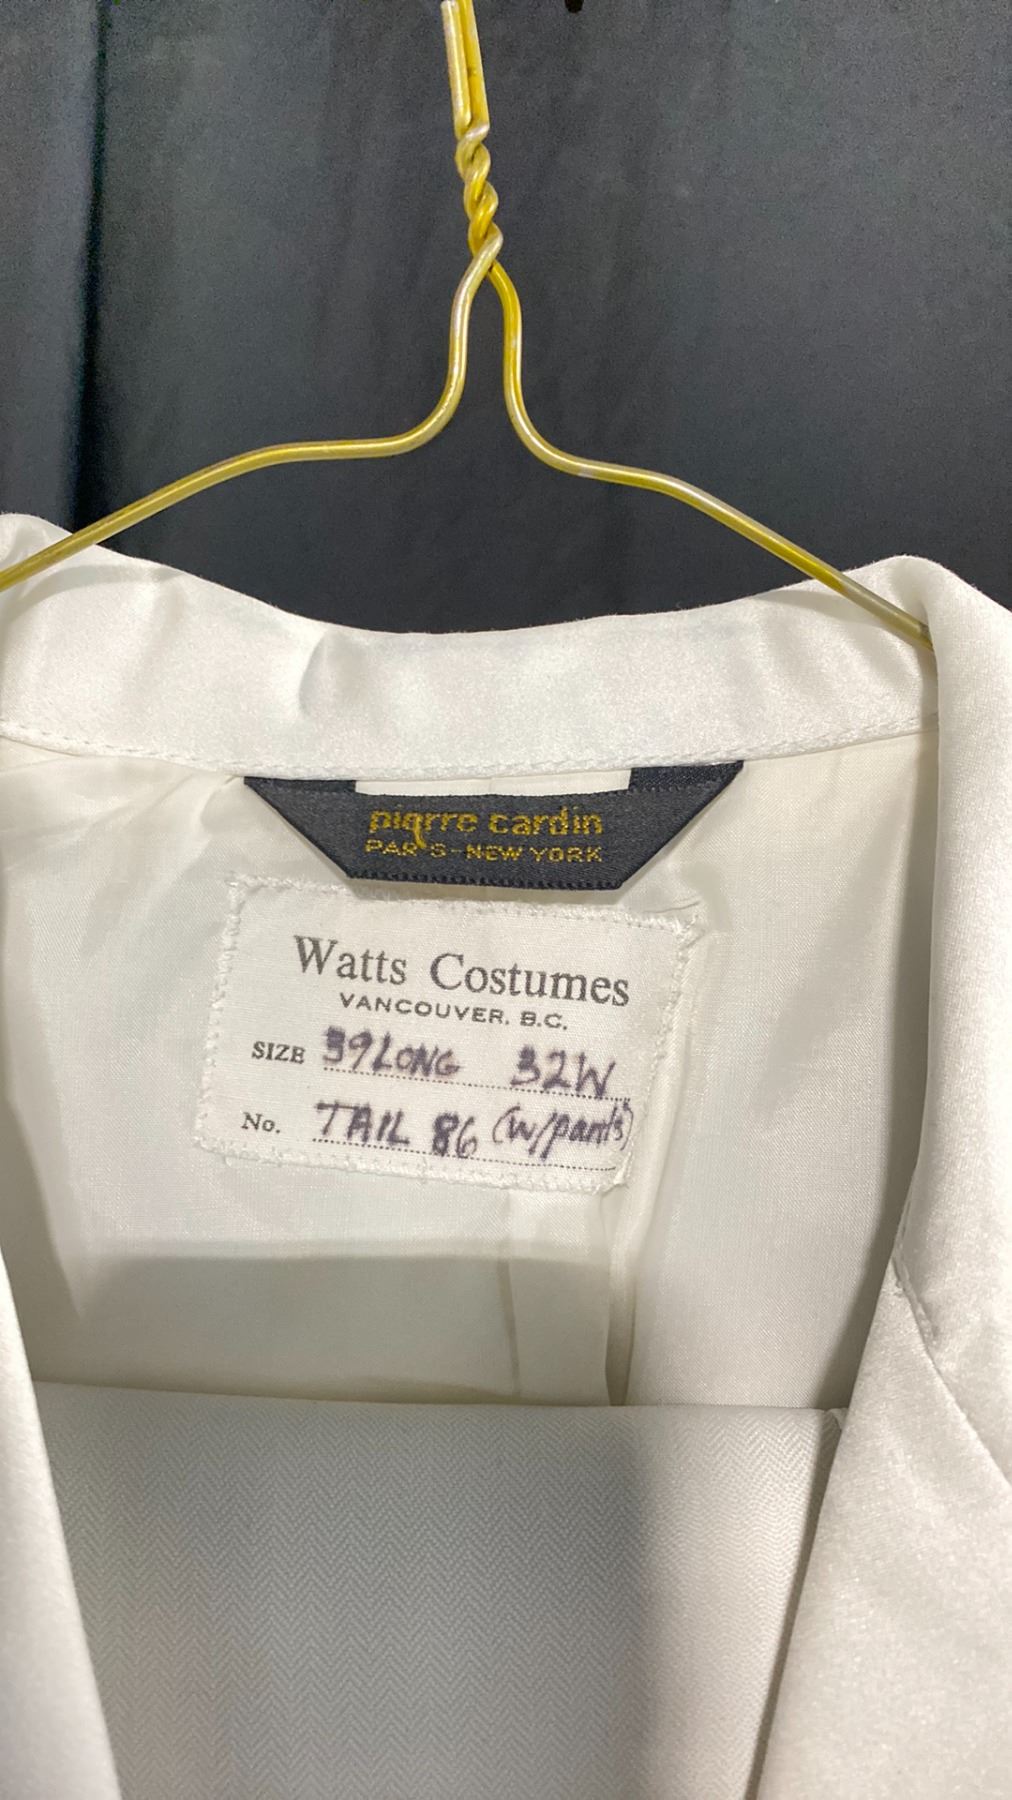 pierre cardin
PARIS-NEW YORK
Watts Costumes
VANCOUVER, B.C.
SIZE 39LONG 32W
No. TAIL 86 (w/pants)